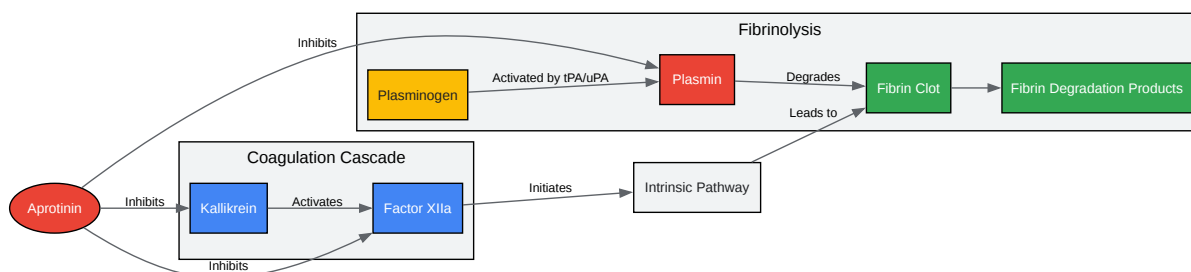 Fibrinolysis
Inhibits
Plasminogen
Activated by tPA/uPA
Plasmin
Degrades
Fibrin Clot
Fibrin Degradation Products
Leads to
Coagulation Cascade
Aprotinin
Inhibits
Kallikrein
Activates
Factor XIIa
Initiates
Intrinsic Pathway
Inhibits